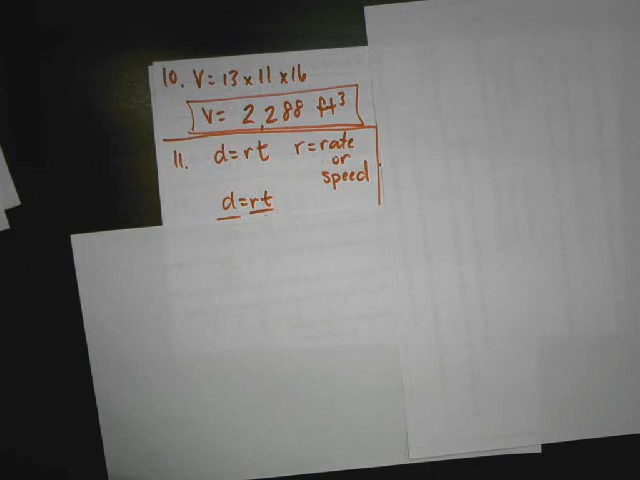 10. V = 13 x 11 x 16
V = 2,288 ft³
11. d = rt r = rate
or
speed
d = rt